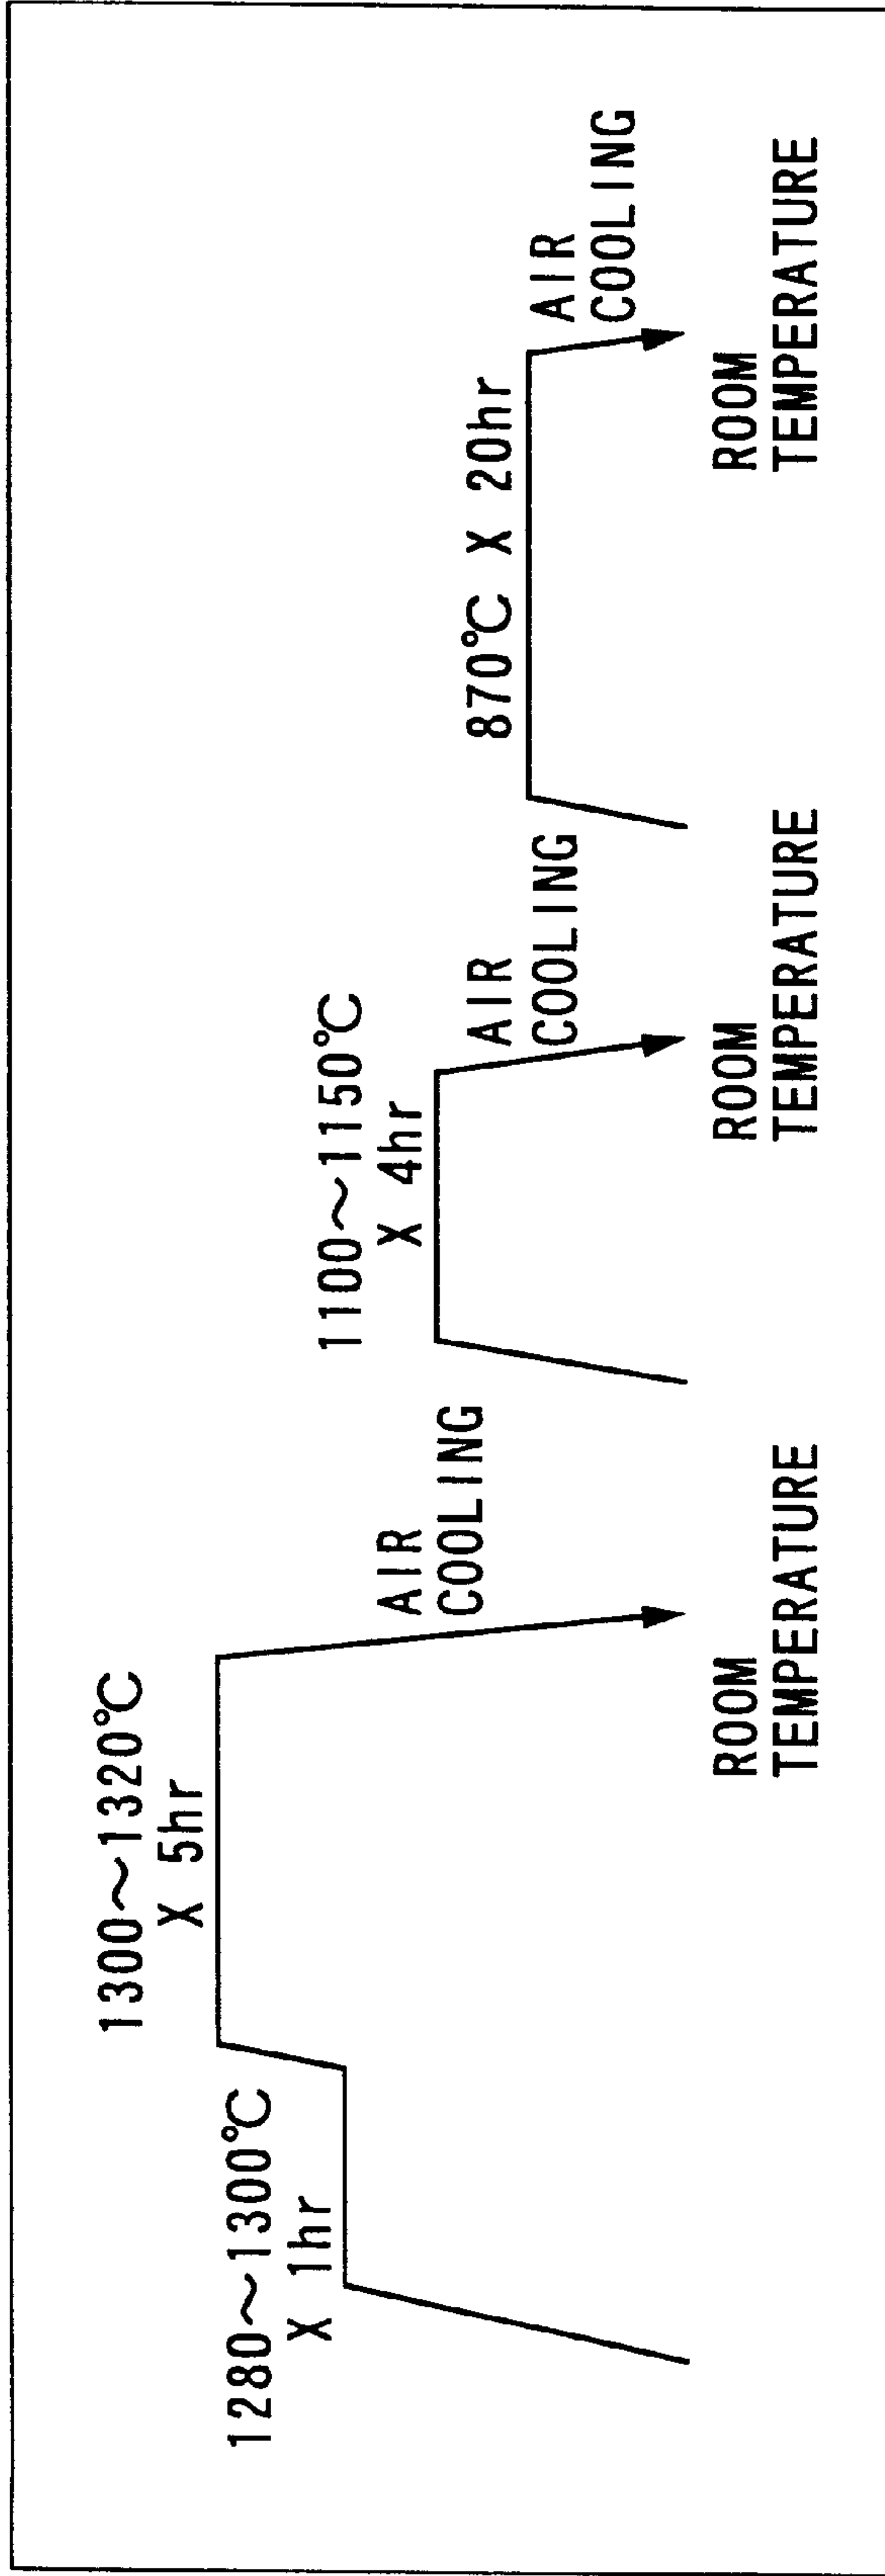 1280～1300℃
X 1hr
1300～1320℃
X 5hr
AIR
COOLING
ROOM
TEMPERATURE
1100～1150℃
X 4hr
AIR
COOLING
ROOM
TEMPERATURE
870℃ X 20hr
AIR
COOLING
ROOM
TEMPERATURE